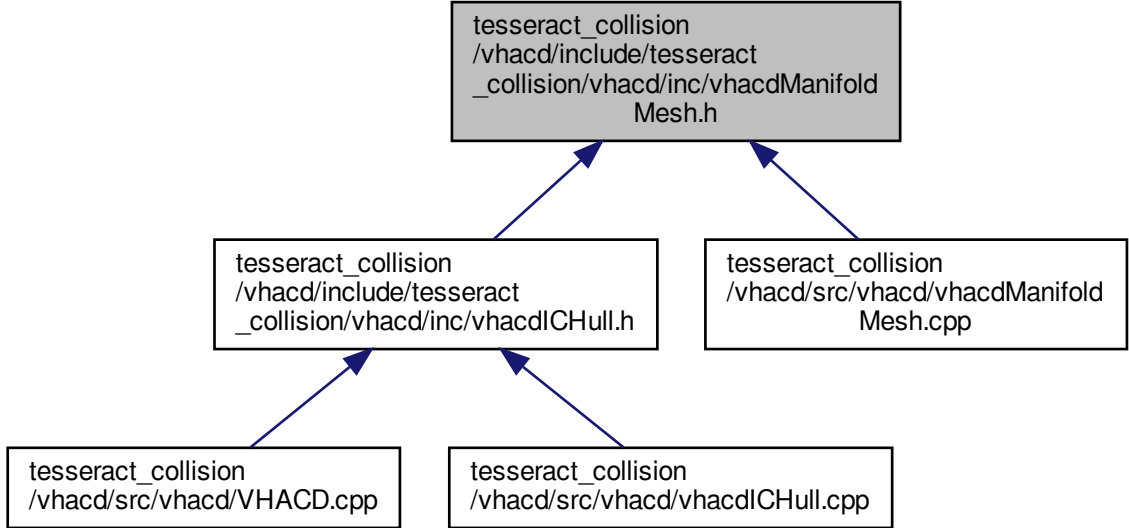 tesseract_collision
/vhacd/include/tesseract
_collision/vhacd/inc/vhacdManifold
Mesh.h
tesseract_collision
/vhacd/include/tesseract
_collision/vhacd/inc/vhacdICHull.h
tesseract_collision
/vhacd/src/vhacd/vhacdManifold
Mesh.cpp
tesseract_collision
/vhacd/src/vhacd/VHACD.cpp
tesseract_collision
/vhacd/src/vhacd/vhacdICHull.cpp